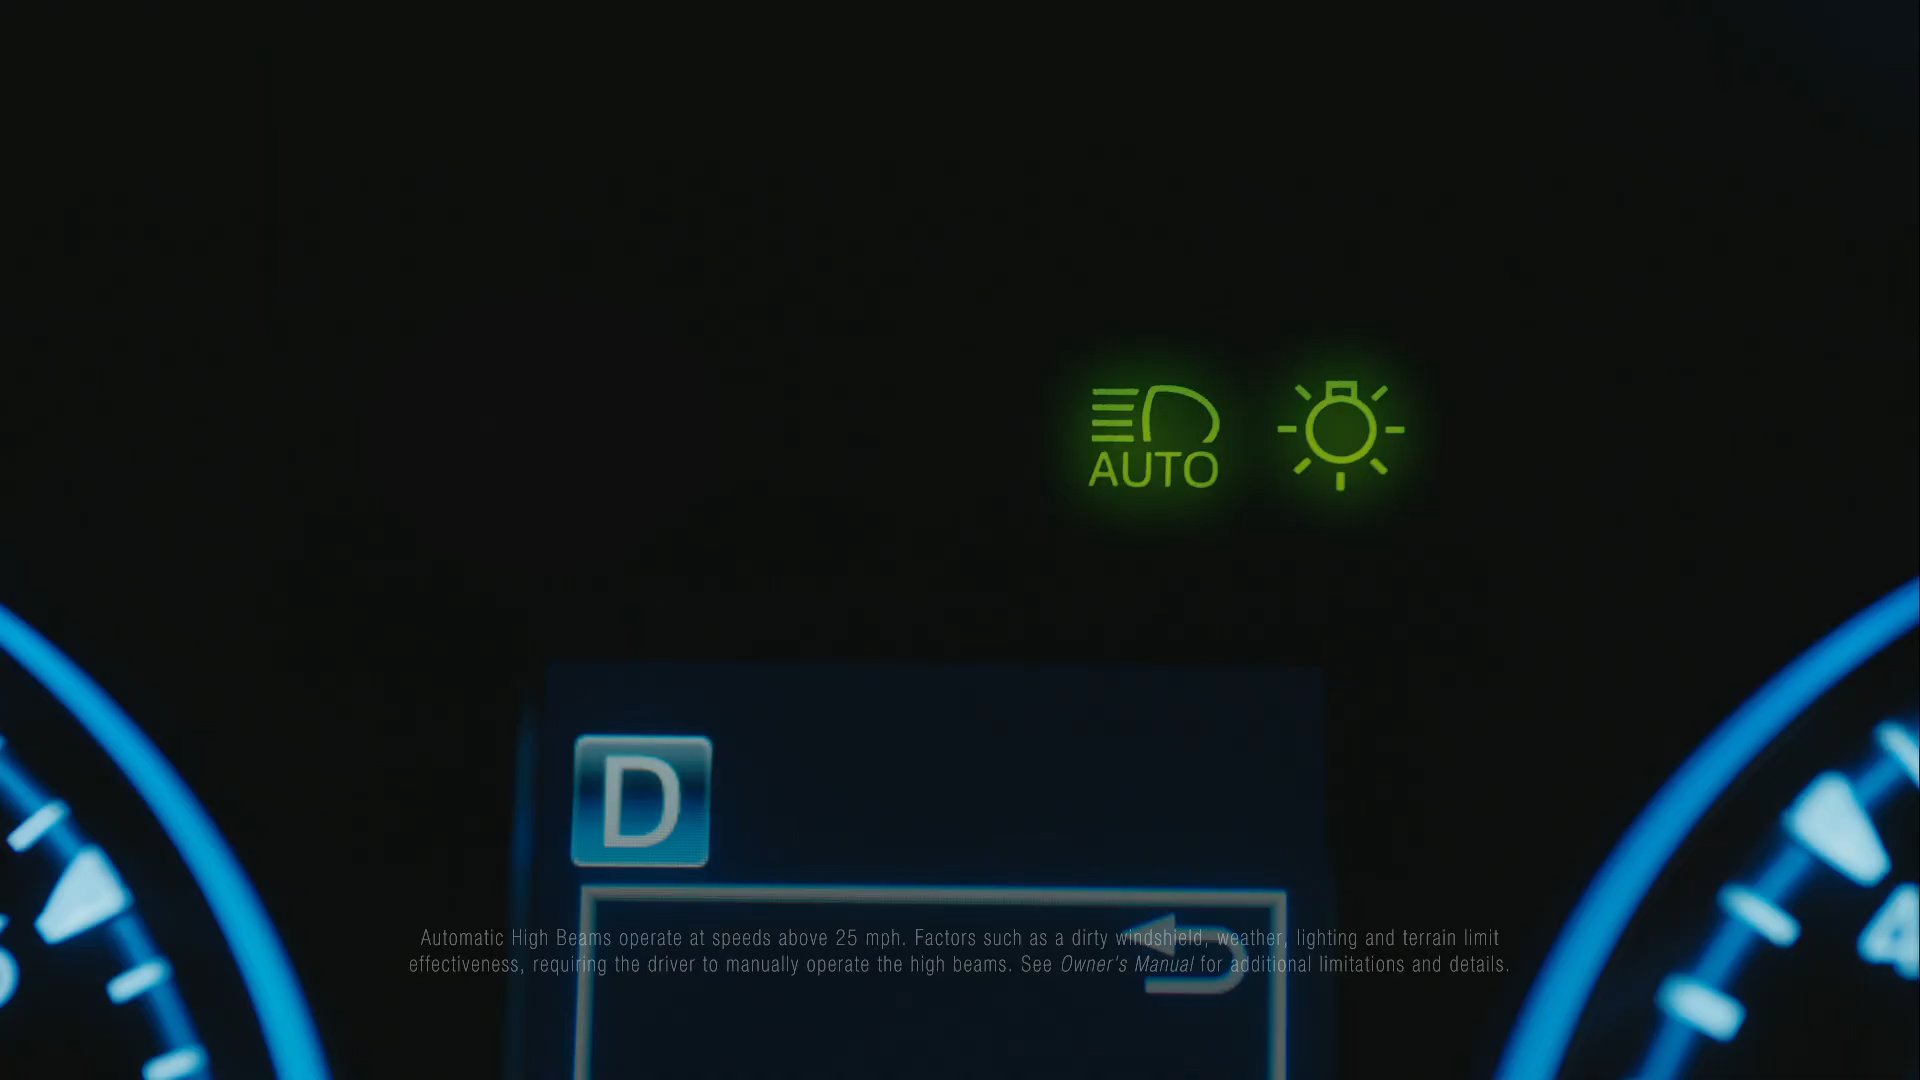 AUTO
D
4
Automatic High Beams operate at speeds above 25 mph. Factors such as a dirty windshield, weather, lighting and terrain limit
effectiveness, requiring the driver to manually operate the high beams. See Owner's Manual for additional limitations and details.